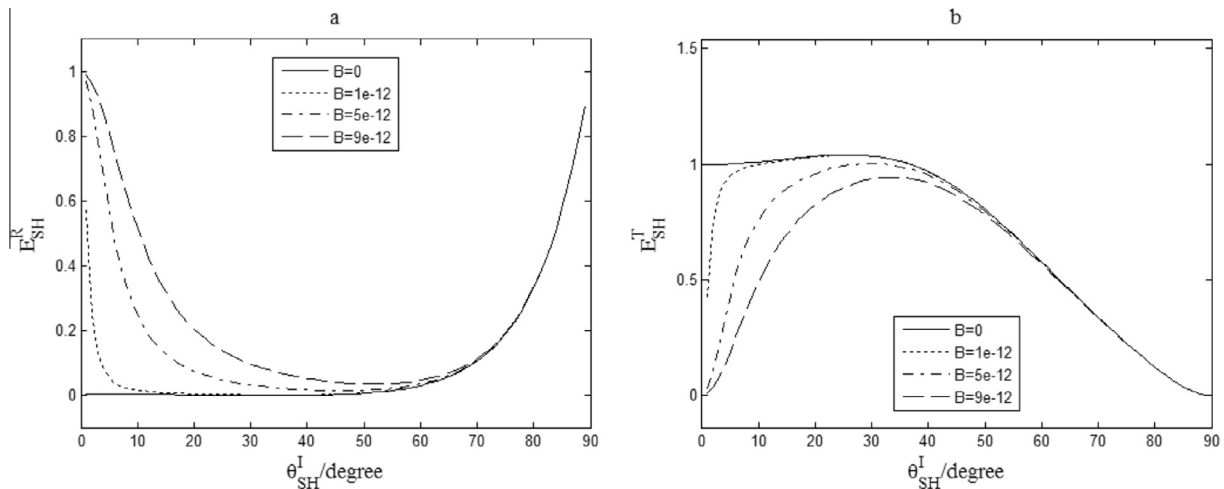 a
1
0.8
0.6
0.4
0.2
0
E^R_SH
B=0
B=1e-12
B=5e-12
B=9e-12
0 10 20 30 40 50 60 70 80 90
θ^I_SH/degree
b
1.5
1
0.5
0
E^T_SH
B=0
B=1e-12
B=5e-12
B=9e-12
0 10 20 30 40 50 60 70 80 90
θ^I_SH/degree